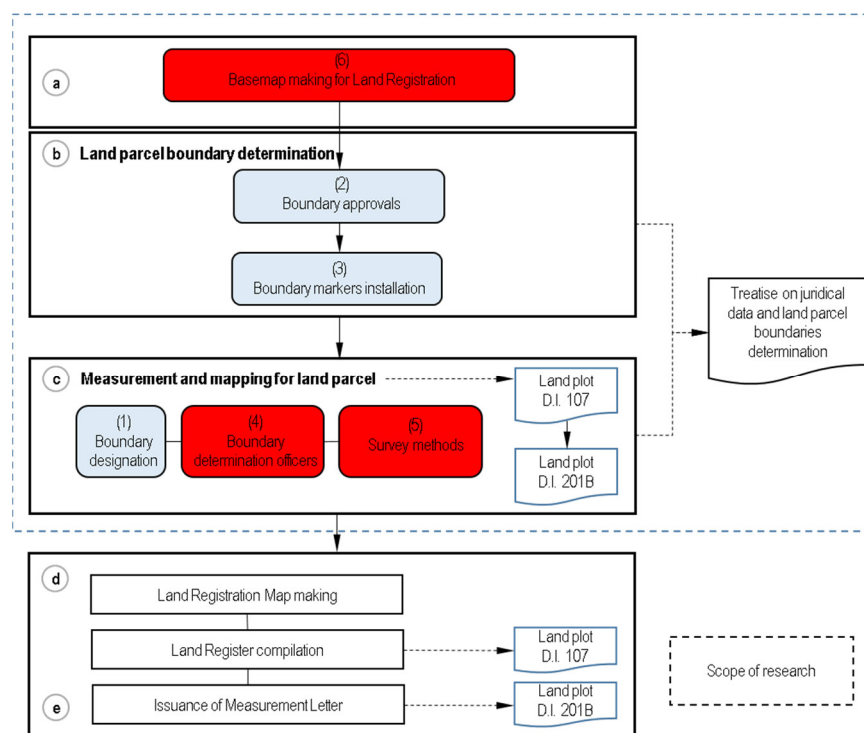 a
(6)
Basemap making for Land Registration
b
Land parcel boundary determination
(2)
Boundary approvals
(3)
Boundary markers installation
Treatise on juridical
data and land parcel
boundaries
determination
c
Measurement and mapping for land parcel
Land plot
D.I. 107
(1)
Boundary
designation
(4)
Boundary
determination officers
(5)
Survey methods
Land plot
D.I. 201B
d
Land Registration Map making
Land Register compilation
Land plot
D.I. 107
e
Issuance of Measurement Letter
Land plot
D.I. 201B
Scope of research